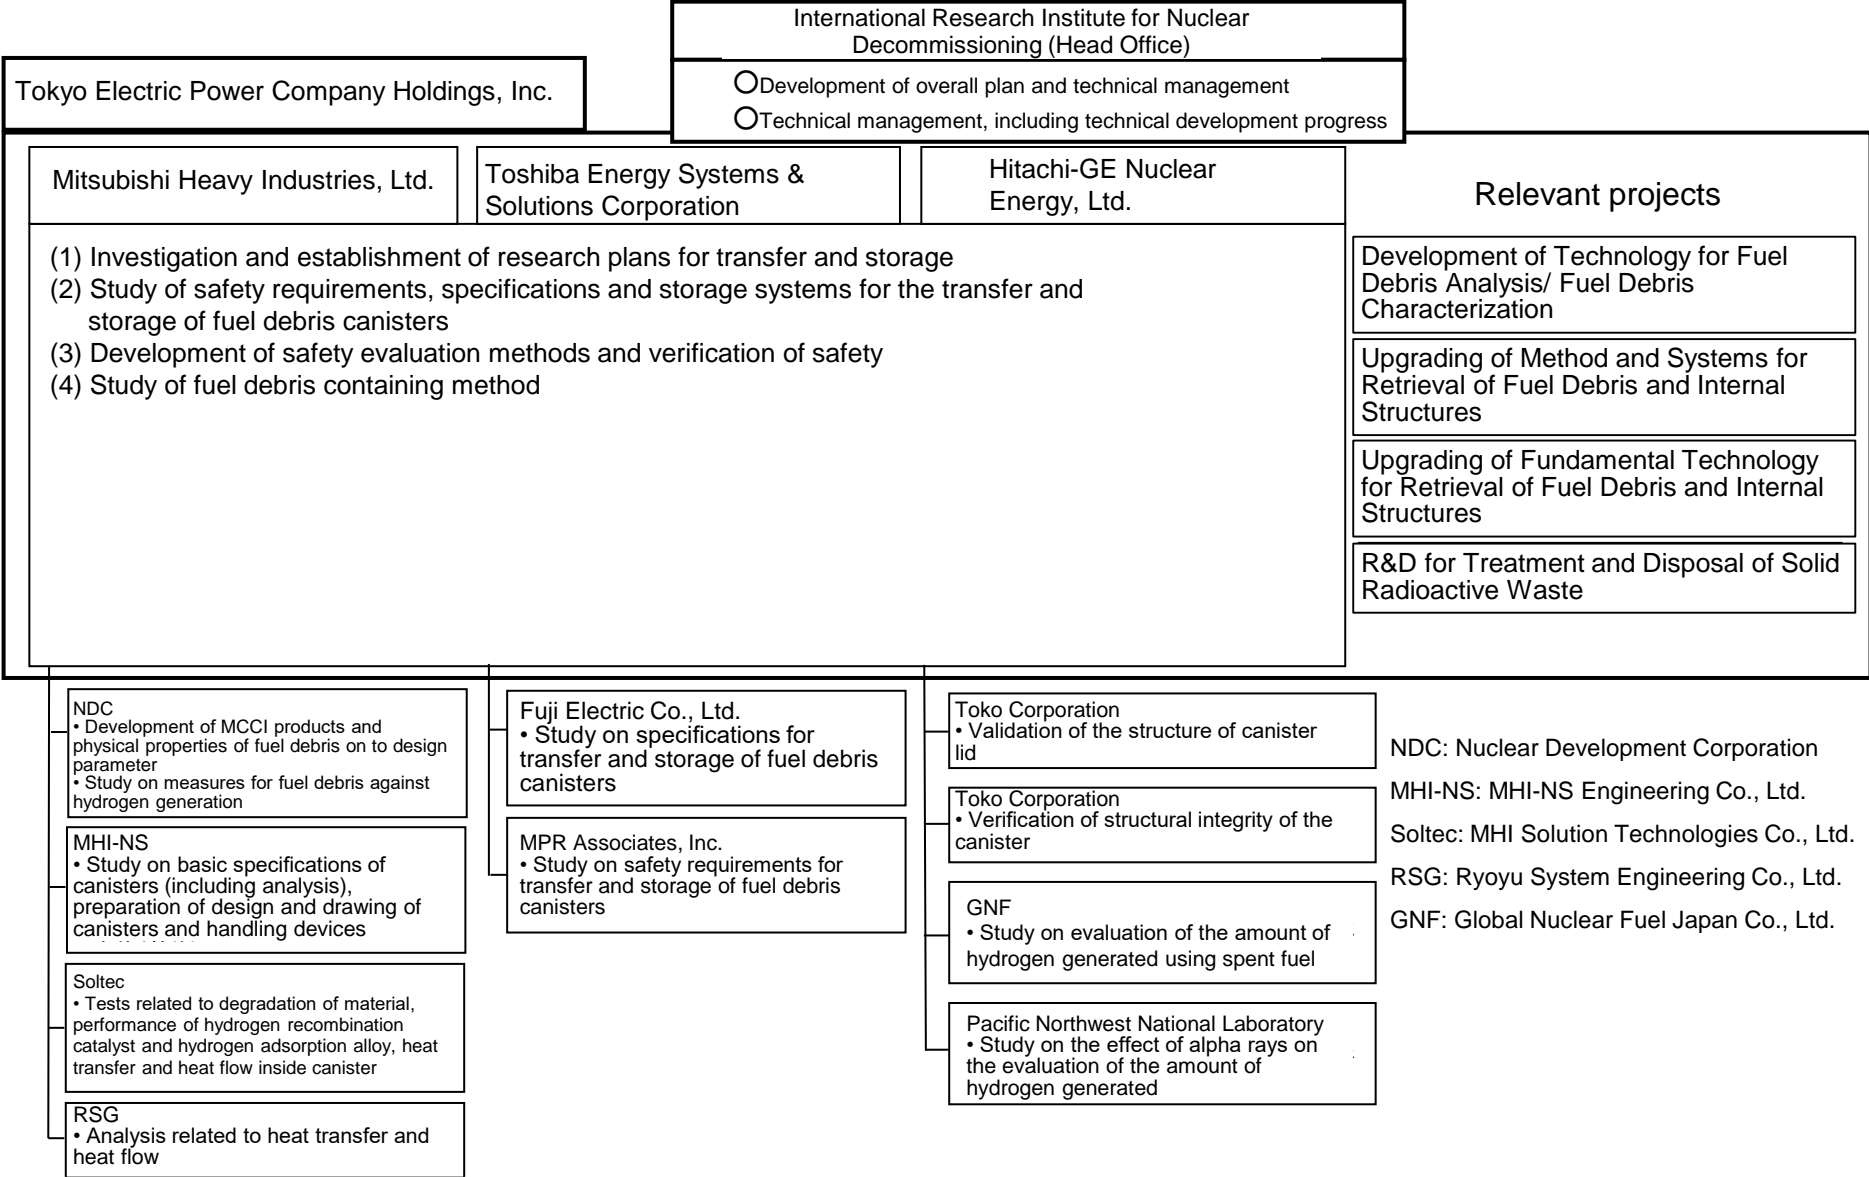 International Research Institute for Nuclear
Decommissioning (Head Office)
○Development of overall plan and technical management
○Technical management, including technical development progress
Tokyo Electric Power Company Holdings, Inc.
Mitsubishi Heavy Industries, Ltd.
Toshiba Energy Systems &
Solutions Corporation
Hitachi-GE Nuclear
Energy, Ltd.
(1) Investigation and establishment of research plans for transfer and storage
(2) Study of safety requirements, specifications and storage systems for the transfer and
storage of fuel debris canisters
(3) Development of safety evaluation methods and verification of safety
(4) Study of fuel debris containing method
Relevant projects
Development of Technology for Fuel
Debris Analysis/ Fuel Debris
Characterization
Upgrading of Method and Systems for
Retrieval of Fuel Debris and Internal
Structures
Upgrading of Fundamental Technology
for Retrieval of Fuel Debris and Internal
Structures
R&D for Treatment and Disposal of Solid
Radioactive Waste
NDC
• Development of MCCI products and
physical properties of fuel debris on to design
parameter
• Study on measures for fuel debris against
hydrogen generation
MHI-NS
• Study on basic specifications of
canisters (including analysis),
preparation of design and drawing of
canisters and handling devices
Soltec
• Tests related to degradation of material,
performance of hydrogen recombination
catalyst and hydrogen adsorption alloy, heat
transfer and heat flow inside canister
RSG
• Analysis related to heat transfer and
heat flow
Fuji Electric Co., Ltd.
• Study on specifications for
transfer and storage of fuel debris
canisters
MPR Associates, Inc.
• Study on safety requirements for
transfer and storage of fuel debris
canisters
Toko Corporation
• Validation of the structure of canister
lid
Toko Corporation
• Verification of structural integrity of the
canister
GNF
• Study on evaluation of the amount of
hydrogen generated using spent fuel
Pacific Northwest National Laboratory
• Study on the effect of alpha rays on
the evaluation of the amount of
hydrogen generated
NDC: Nuclear Development Corporation
MHI-NS: MHI-NS Engineering Co., Ltd.
Soltec: MHI Solution Technologies Co., Ltd.
RSG: Ryoyu System Engineering Co., Ltd.
GNF: Global Nuclear Fuel Japan Co., Ltd.